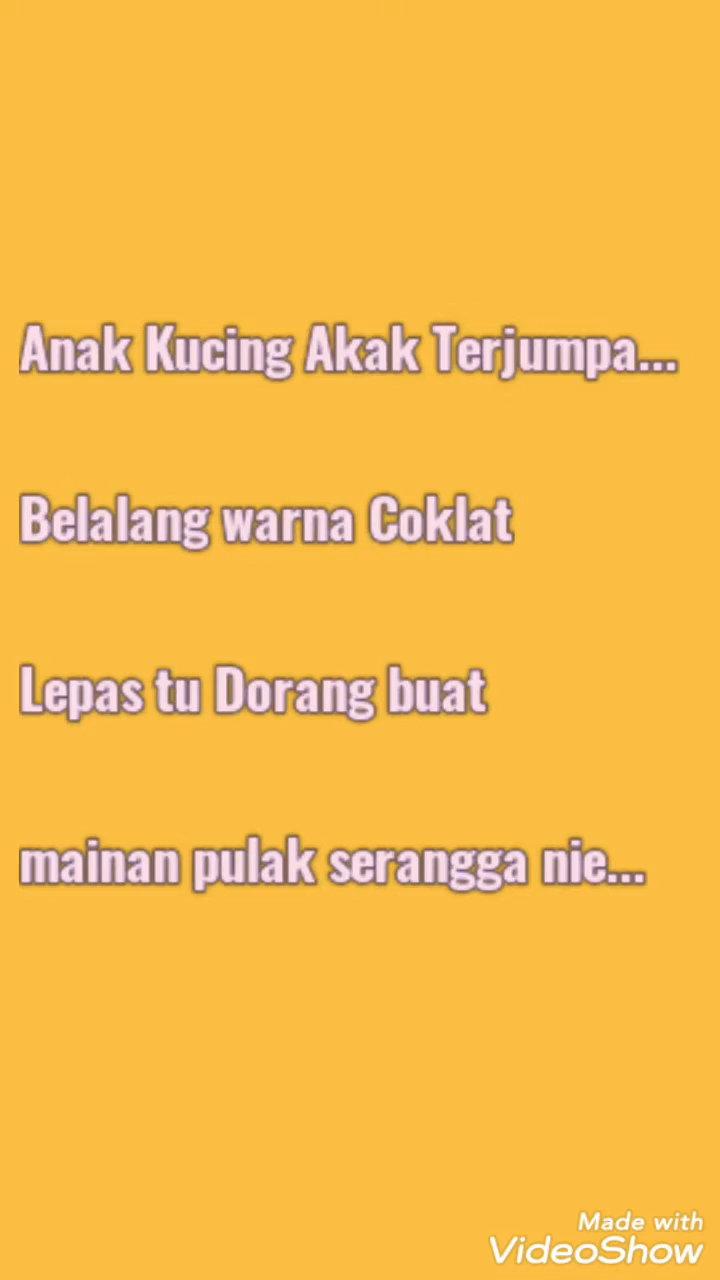 Anak Kucing Akak Terjumpa...
Belalang warna Coklat
Lepas tu Dorang buat
mainan pulak serangga nie...
Made with
VideoShow